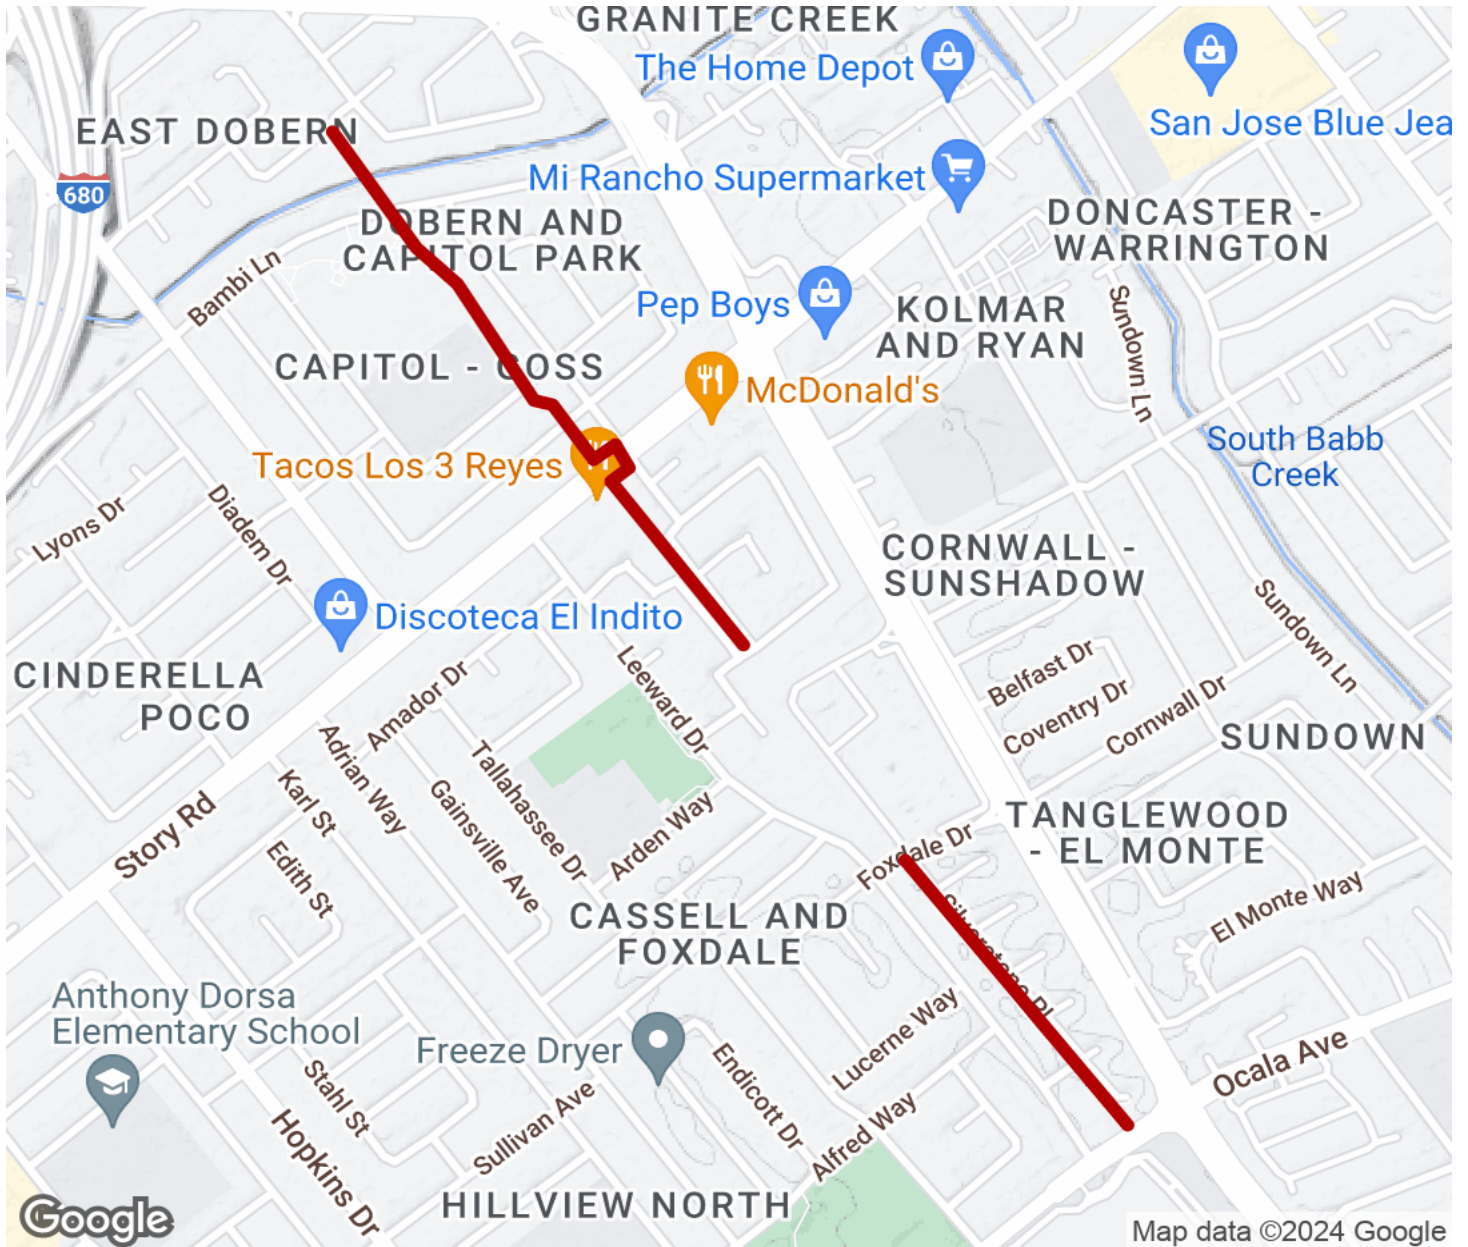 GRANITE CREEK
The Home Depot
San Jose Blue Jea
EAST DOBERN
680
Mi Rancho Supermarket
DOBERN AND
CAPITOL PARK
DONCASTER -
WARRINGTON
Bambi Ln
Pep Boys
KOLMAR
AND RYAN
Sundown Ln
CAPITOL - GOSS
McDonald's
South Babb
Creek
Tacos Los 3 Reyes
Lyons Dr
Diadem Dr
CORNWALL -
SUNSHADOW
Discoteca El Indito
Sundown Ln
CINDERELLA
POCO
Leeward Dr
Belfast Dr
Amador Dr
Coventry Dr
Cornwall Dr
SUNDOWN
Adrian Way
Tallahassee Dr
Karl St
Gainsville Ave
Arden Way
Story Rd
TANGLEWOOD
- EL MONTE
Foxdale Dr
Edith St
El Monte Way
CASSELL AND
FOXDALE
Silverstone Pl
Anthony Dorsa
Elementary School
Freeze Dryer
Lucerne Way
Ocala Ave
Endicott Dr
Stahl St
Sullivan Ave
Alfred Way
Hopkins Dr
HILLVIEW NORTH
Google
Map data ©2024 Google